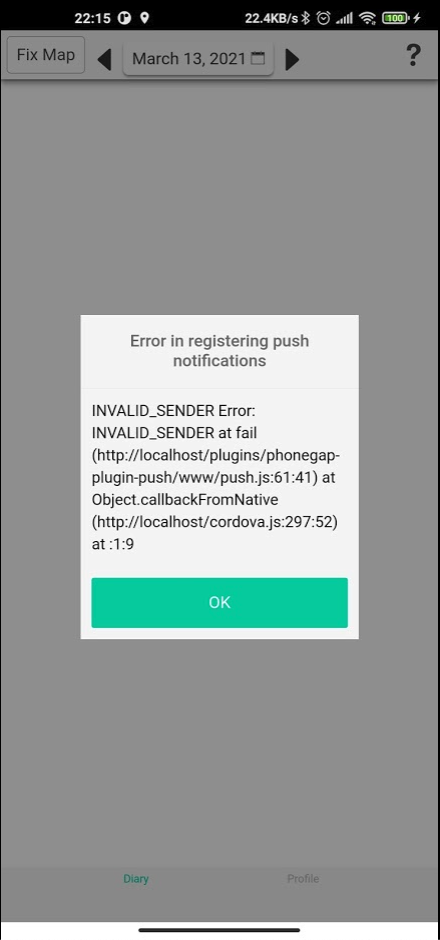 22:15 22.4KB/s 100
Fix Map March 13, 2021 ?
Error in registering push
notifications
INVALID_SENDER Error:
INVALID_SENDER at fail
(http://localhost/plugins/phonegap-
plugin-push/www/push.js:61:41) at
Object.callbackFromNative
(http://localhost/cordova.js:297:52)
at :1:9
OK
Diary Profile